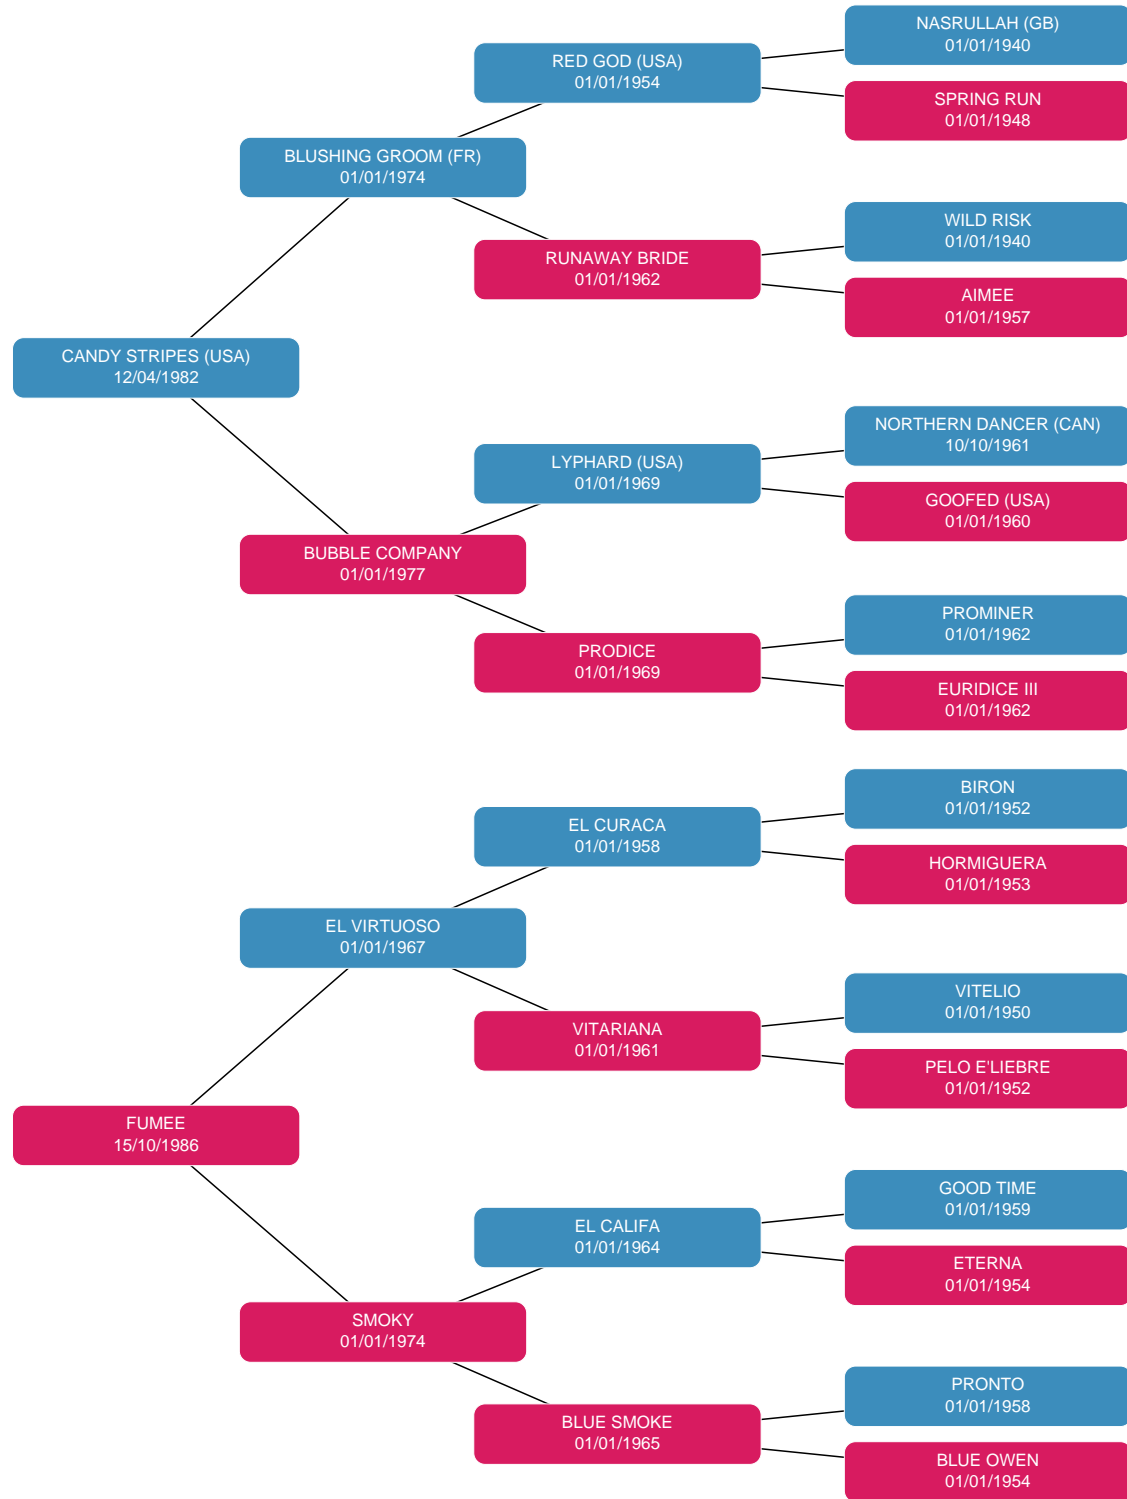 NASRULLAH (GB)
01/01/1940
RED GOD (USA)
01/01/1954
SPRING RUN
01/01/1948
BLUSHING GROOM (FR)
01/01/1974
WILD RISK
01/01/1940
RUNAWAY BRIDE
01/01/1962
AIMEE
01/01/1957
CANDY STRIPES (USA)
12/04/1982
NORTHERN DANCER (CAN)
10/10/1961
LYPHARD (USA)
01/01/1969
GOOFED (USA)
01/01/1960
BUBBLE COMPANY
01/01/1977
PROMINER
01/01/1962
PRODICE
01/01/1969
EURIDICE III
01/01/1962
BIRON
01/01/1952
EL CURACA
01/01/1958
HORMIGUERA
01/01/1953
EL VIRTUOSO
01/01/1967
VITELIO
01/01/1950
VITARIANA
01/01/1961
PELO E'LIEBRE
01/01/1952
FUMEE
15/10/1986
GOOD TIME
01/01/1959
EL CALIFA
01/01/1964
ETERNA
01/01/1954
SMOKY
01/01/1974
PRONTO
01/01/1958
BLUE SMOKE
01/01/1965
BLUE OWEN
01/01/1954